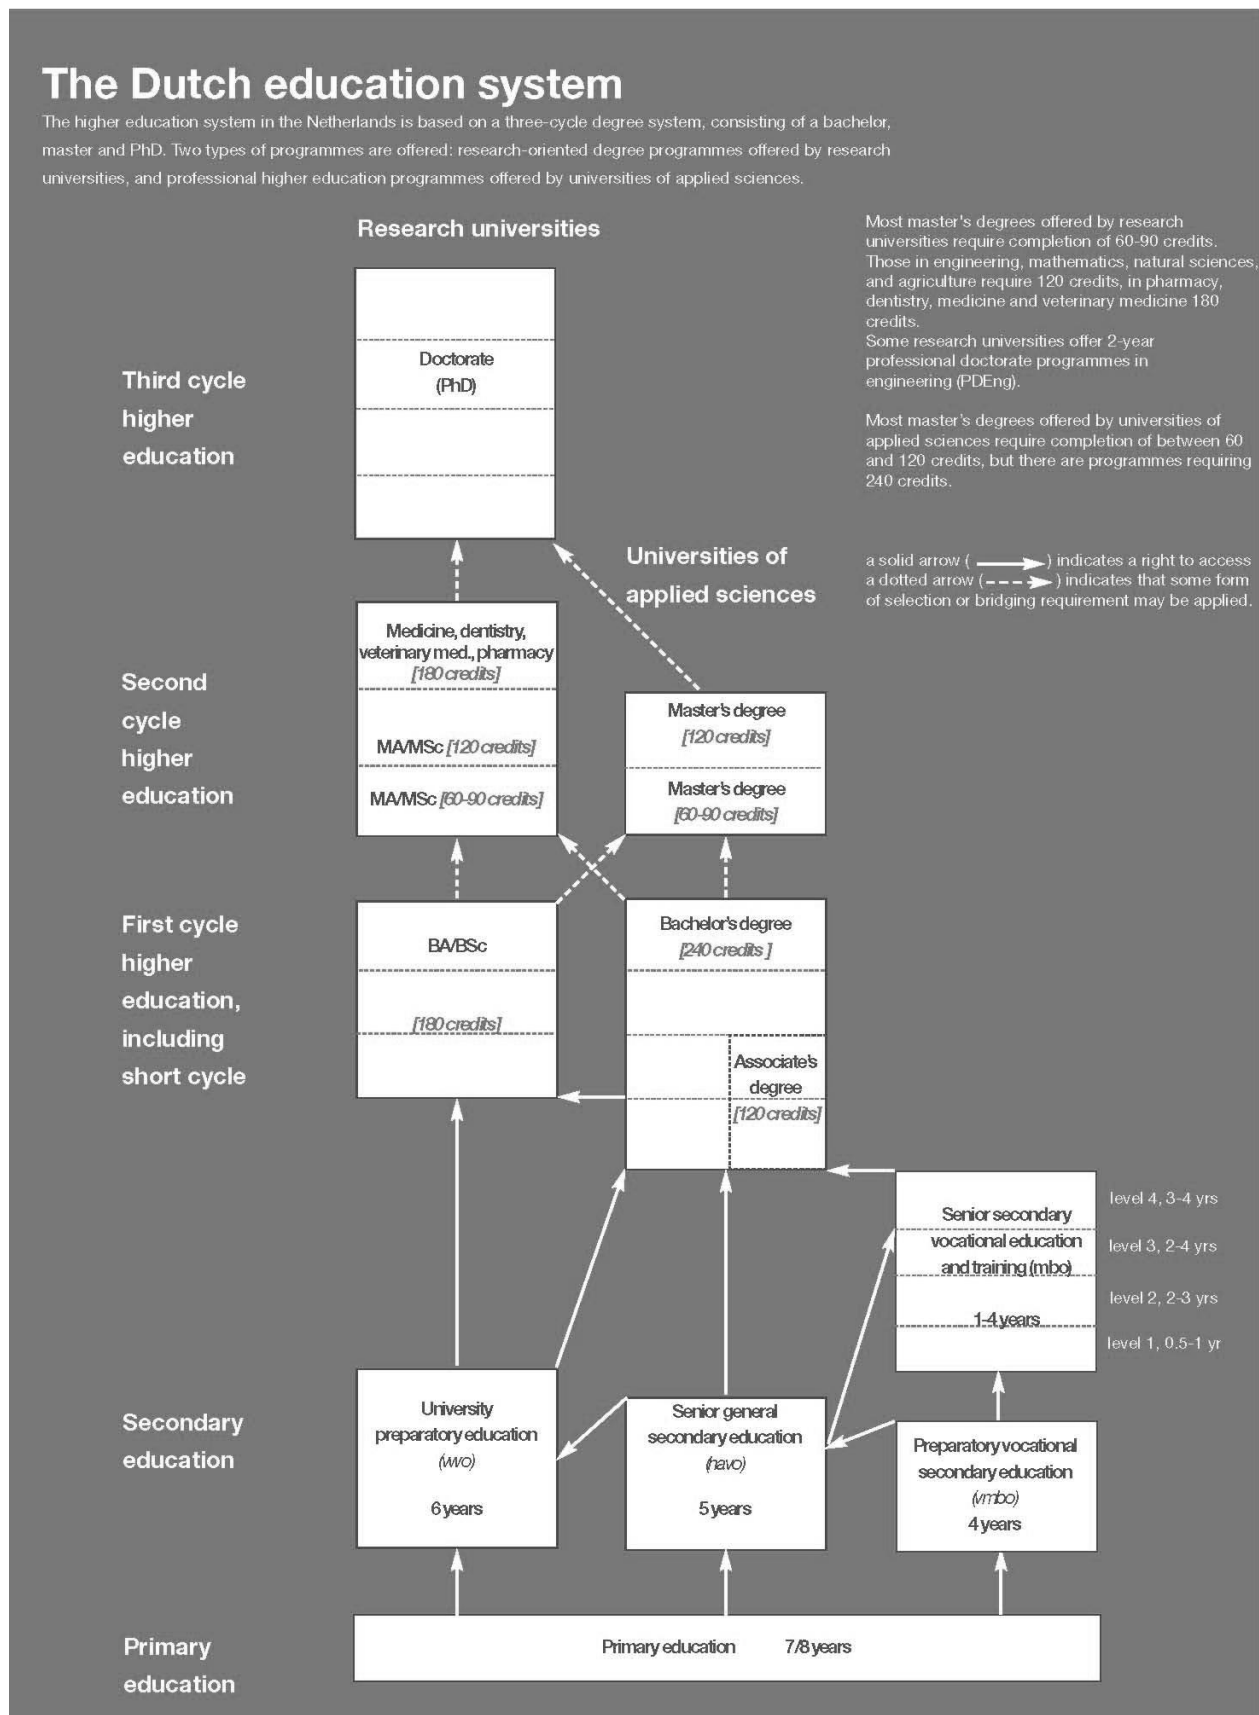 The Dutch education system
The higher education system in the Netherlands is based on a three-cycle degree system, consisting of a bachelor,
master and PhD. Two types of programmes are offered: research-oriented degree programmes offered by research
universities, and professional higher education programmes offered by universities of applied sciences.
Research universities
Most master's degrees offered by research
universities require completion of 60-90 credits.
Those in engineering, mathematics, natural sciences,
and agriculture require 120 credits, in pharmacy,
dentistry, medicine and veterinary medicine 180
credits.
Some research universities offer 2-year
professional doctorate programmes in
engineering (PDEng).
Most master's degrees offered by universities of
applied sciences require completion of between 60
and 120 credits, but there are programmes requiring
240 credits.
a solid arrow ( ) indicates a right to access
a dotted arrow ( ) indicates that some form
of selection or bridging requirement may be applied.
Third cycle
higher
education
Doctorate
(PhD)
Universities of
applied sciences
Second
cycle
higher
education
Medicine, dentistry,
veterinary med., pharmacy
[180 credits]
MA/MSc [120 credits]
MA/MSc [60-90 credits]
Master's degree
[120 credits]
Master's degree
[60-90 credits]
First cycle
higher
education,
including
short cycle
BA/BSc
[180 credits]
Bachelor's degree
[240 credits ]
Associate's
degree
[120 credits]
Senior secondary
vocational education
and training (mbo)
1-4 years
level 4, 3-4 yrs
level 3, 2-4 yrs
level 2, 2-3 yrs
level 1, 0.5-1 yr
Secondary
education
University
preparatory education
(vwo)
6 years
Senior general
secondary education
(havo)
5 years
Preparatory vocational
secondary education
(vmbo)
4 years
Primary
education
Primary education 7/8 years